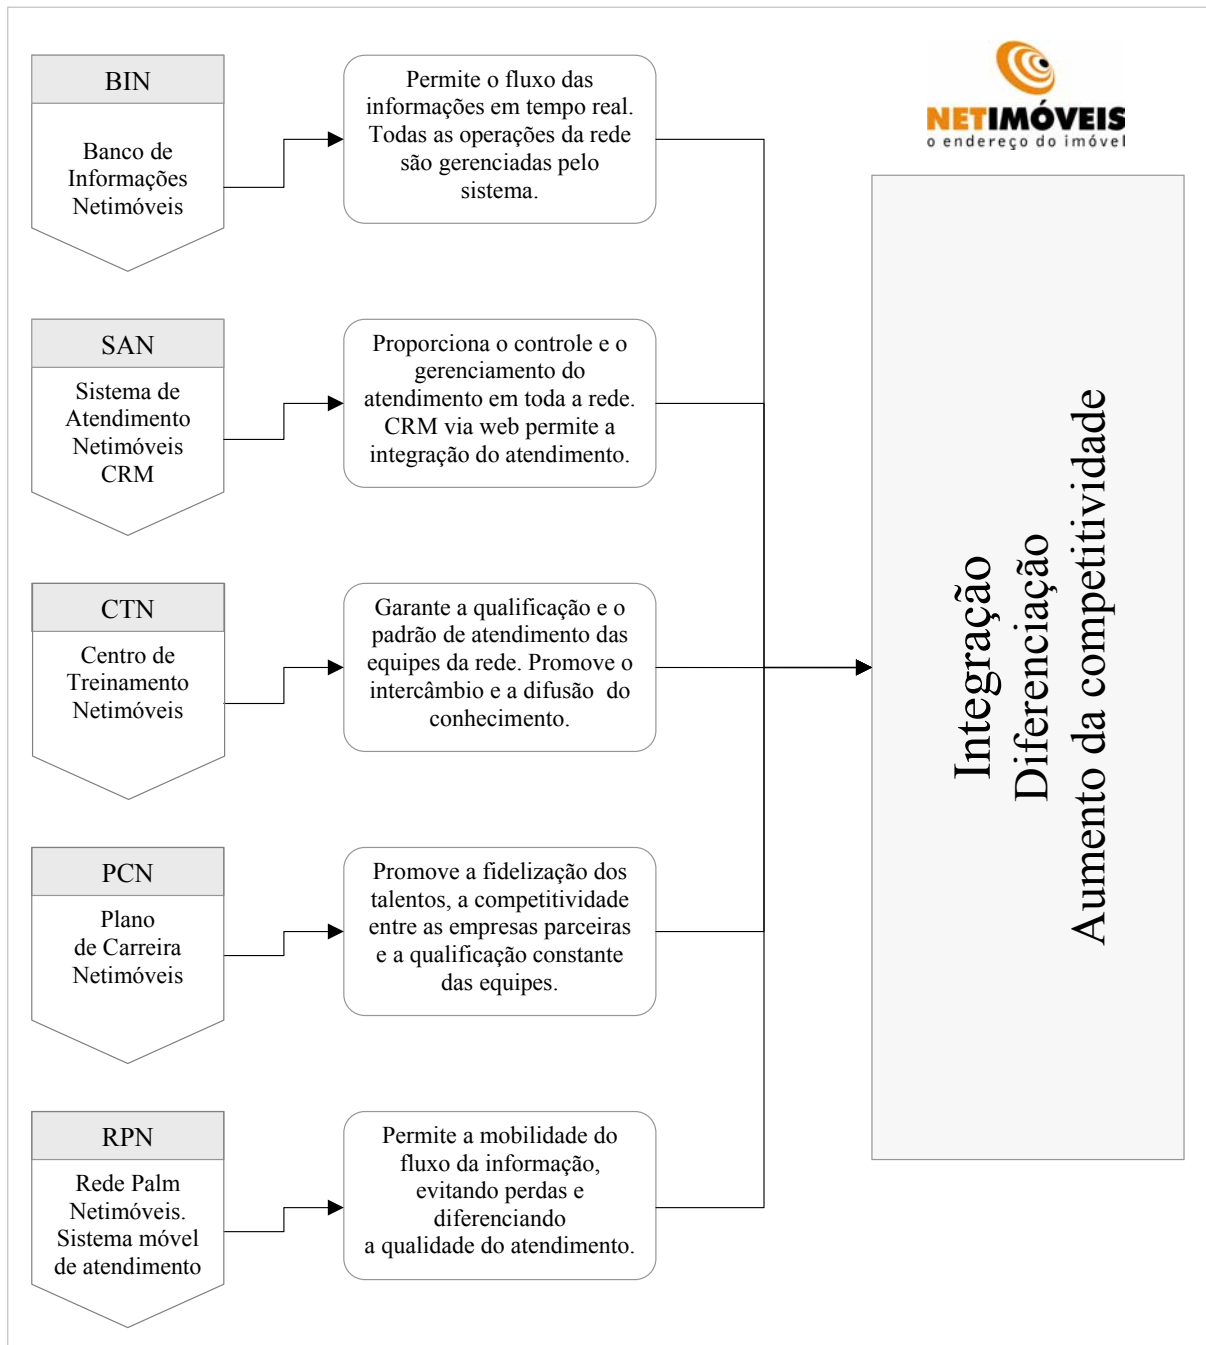 BIN
Banco de
Informações
Netimóveis
Permite o fluxo das
informações em tempo real.
Todas as operações da rede
são gerenciadas pelo
sistema.
NETIMÓVEIS
o endereço do imóvel
SAN
Sistema de
Atendimento
Netimóveis
CRM
Proporciona o controle e o
gerenciamento do
atendimento em toda a rede.
CRM via web permite a
integração do atendimento.
CTN
Centro de
Treinamento
Netimóveis
Garante a qualificação e o
padrão de atendimento das
equipes da rede. Promove o
intercâmbio e a difusão  do
conhecimento.
PCN
Plano
de Carreira
Netimóveis
Promove a fidelização dos
talentos, a competitividade
entre as empresas parceiras
e a qualificação constante
das equipes.
RPN
Rede Palm
Netimóveis.
Sistema móvel
de atendimento
Permite a mobilidade do
fluxo da informação,
evitando perdas e
diferenciando
a qualidade do atendimento.
Integração
Diferenciação
Aumento da competitividade